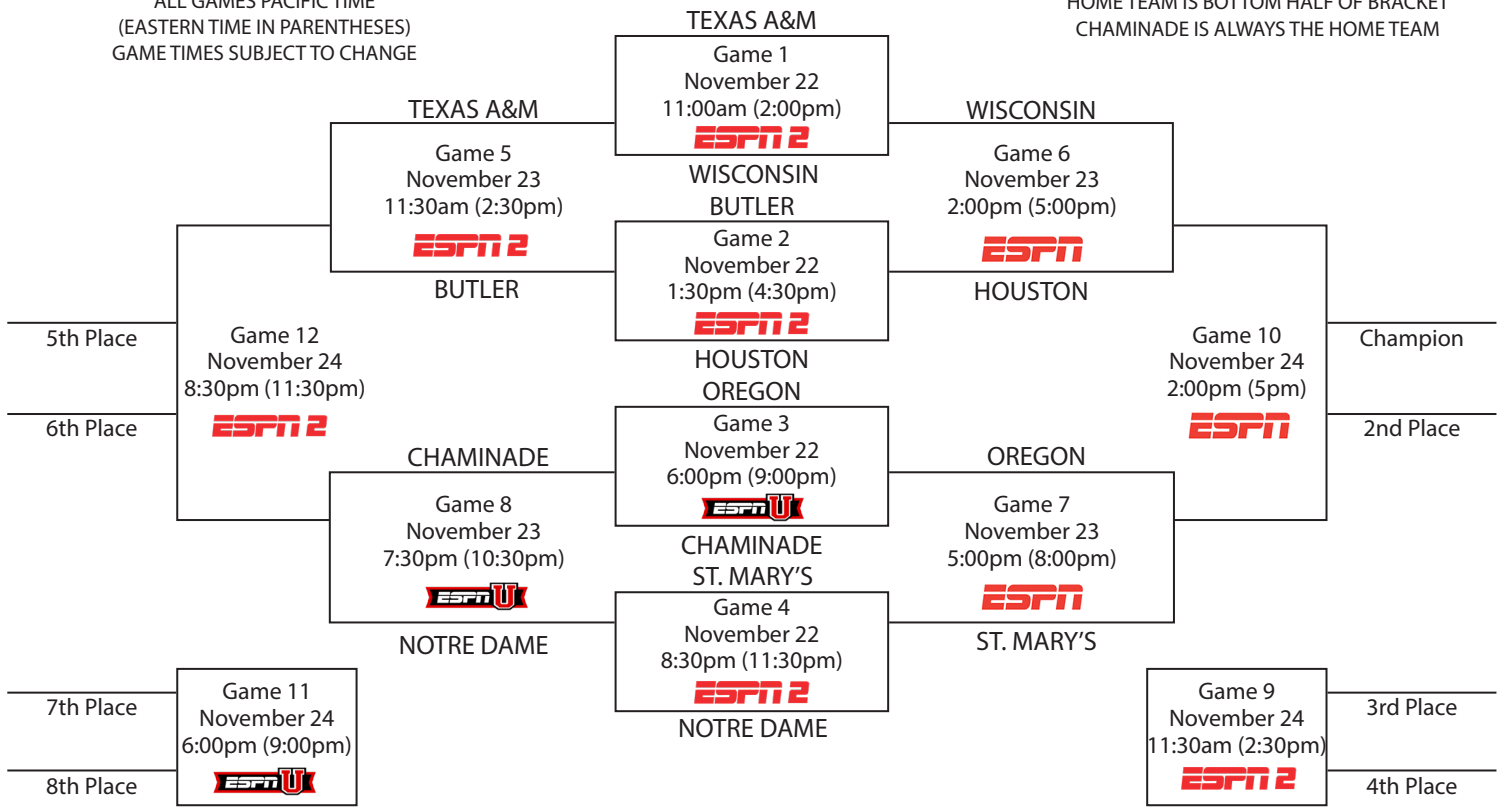 ALL GAMES PACIFIC TIME
(EASTERN TIME IN PARENTHESES)
GAME TIMES SUBJECT TO CHANGE
HOME TEAM IS BOTTOM HALF OF BRACKET
CHAMINADE IS ALWAYS THE HOME TEAM
TEXAS A&M
Game 1
November 22
11:00am (2:00pm)
ESPN 2
WISCONSIN
BUTLER
Game 2
November 22
1:30pm (4:30pm)
ESPN 2
HOUSTON
OREGON
Game 3
November 22
6:00pm (9:00pm)
ESPN U
CHAMINADE
ST. MARY'S
Game 4
November 22
8:30pm (11:30pm)
ESPN 2
NOTRE DAME
TEXAS A&M
Game 5
November 23
11:30am (2:30pm)
ESPN 2
BUTLER
WISCONSIN
Game 6
November 23
2:00pm (5:00pm)
ESPN
HOUSTON
CHAMINADE
Game 8
November 23
7:30pm (10:30pm)
ESPN U
NOTRE DAME
OREGON
Game 7
November 23
5:00pm (8:00pm)
ESPN
ST. MARY'S
5th Place
6th Place
Game 12
November 24
8:30pm (11:30pm)
ESPN 2
Game 10
November 24
2:00pm (5pm)
ESPN
Champion
2nd Place
7th Place
8th Place
Game 11
November 24
6:00pm (9:00pm)
ESPN U
Game 9
November 24
11:30am (2:30pm)
ESPN 2
3rd Place
4th Place